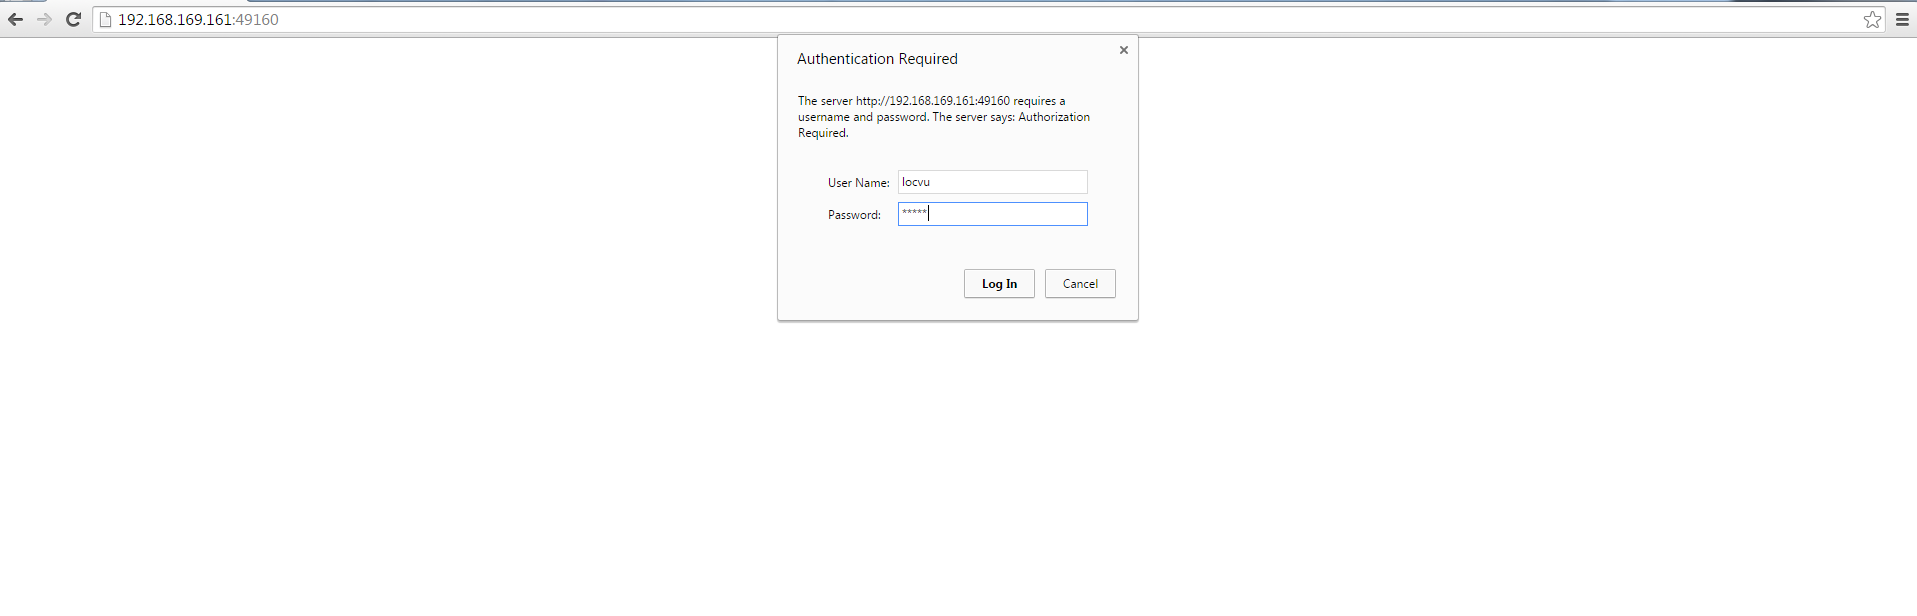 192.168.169.161:49160
Authentication Required
The server http://192.168.169.161:49160 requires a
username and password. The server says: Authorization
Required.
User Name: locvu
Password: *****
Log In Cancel